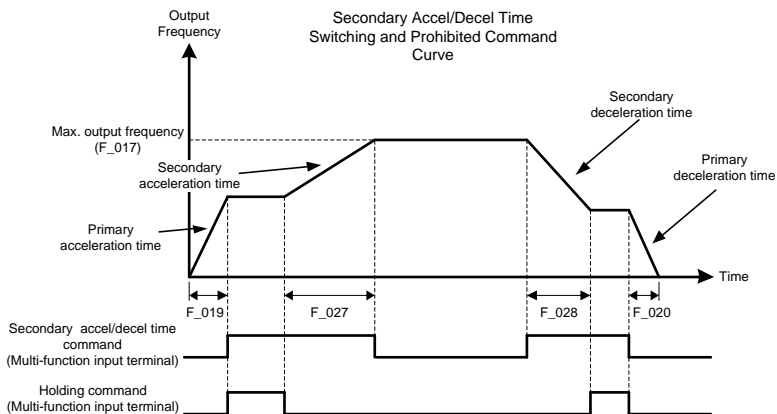 Output
Frequency
Secondary Accel/Decel Time
Switching and Prohibited Command
Curve
Max. output frequency
(F_017)
Secondary
acceleration time
Secondary
deceleration time
Primary
deceleration time
Primary
acceleration time
Time
F_019
F_027
F_028
F_020
Secondary accel/decel time
command
(Multi-function input terminal)
Holding command
(Multi-function input terminal)